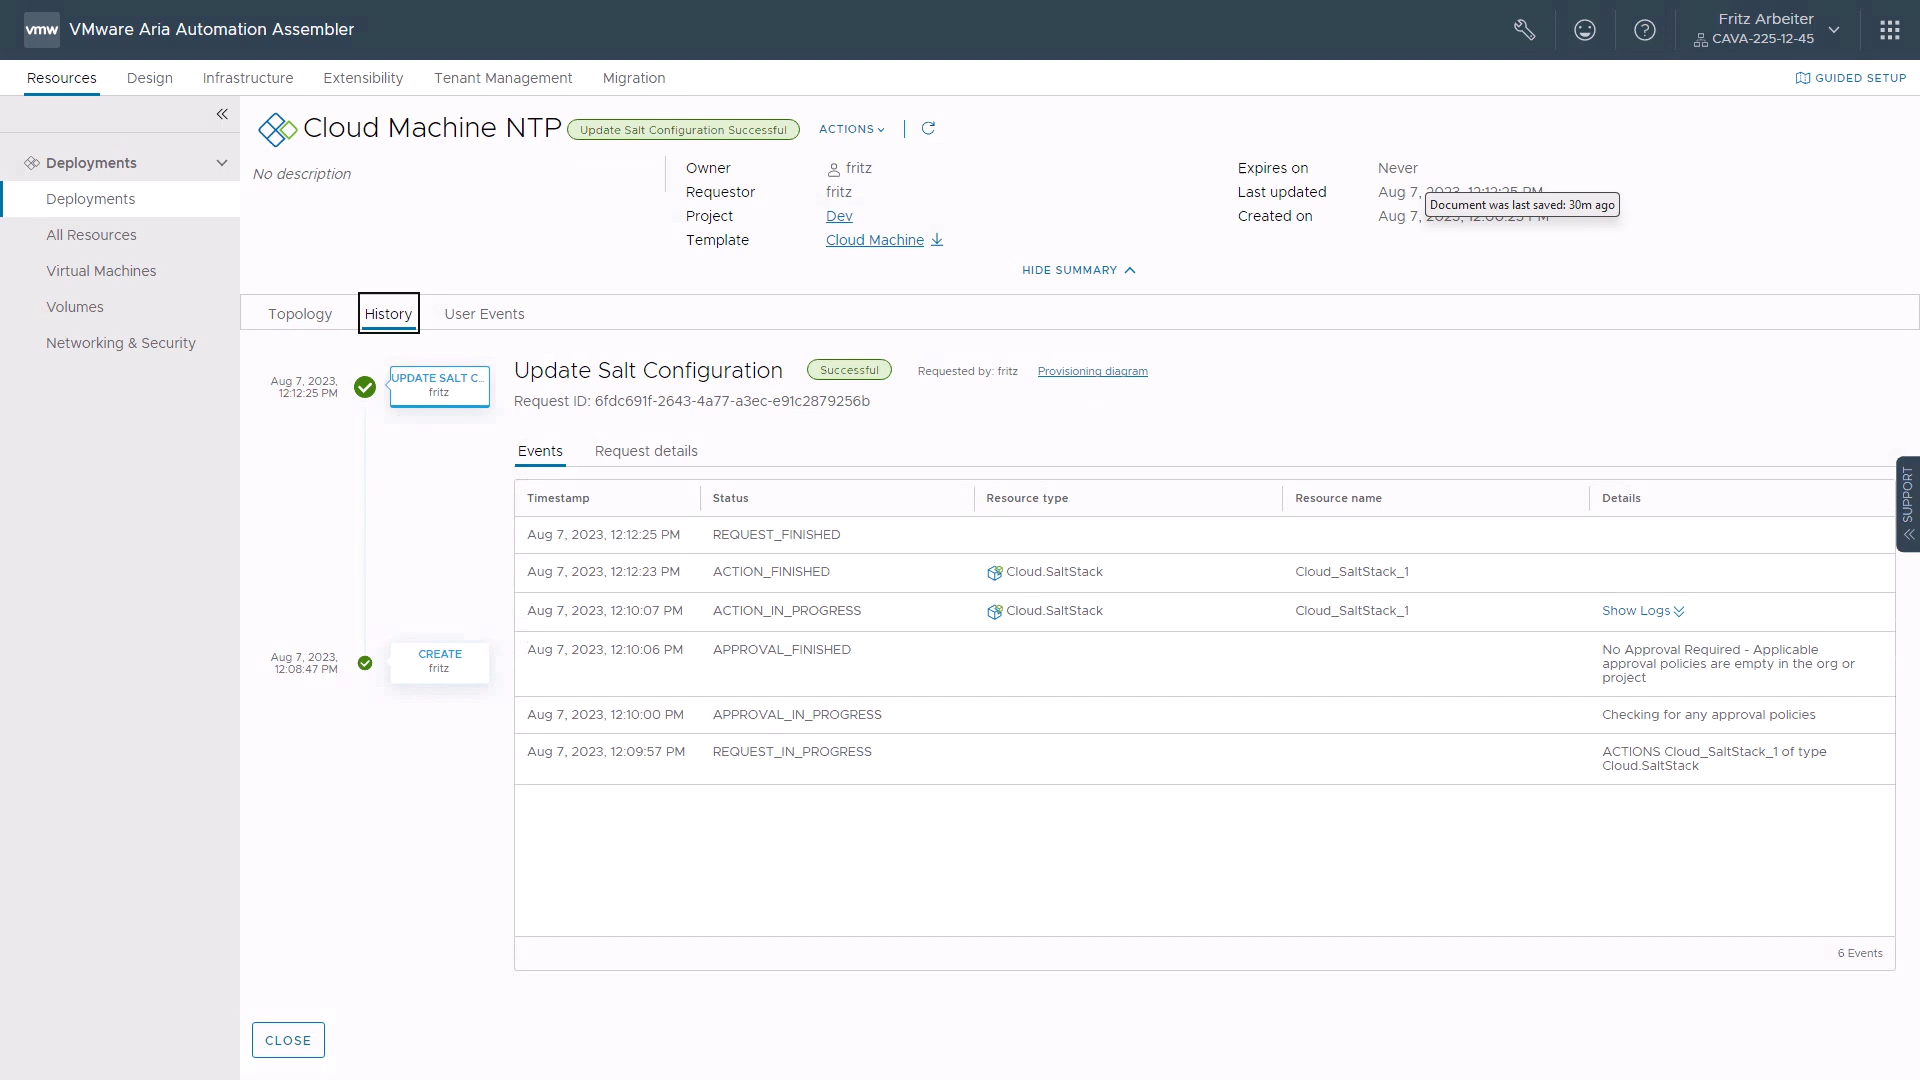 vmw VMware Aria Automation Assembler
Fritz Arbeiter
CAVA-225-12-45
Resources Design Infrastructure Extensibility Tenant Management Migration
GUIDED SETUP
Deployments
Deployments
All Resources
Virtual Machines
Volumes
Networking & Security
Cloud Machine NTP Update Salt Configuration Successful ACTIONS
No description
Owner fritz
Requestor fritz
Project Dev
Template Cloud Machine
Expires on Never
Last updated Aug 7, 2023, 12:12:25 PM
Created on Aug 7,
Document was last saved: 30m ago
HIDE SUMMARY
Topology History User Events
Aug 7, 2023,
12:12:25 PM
UPDATE SALT C...
fritz
Aug 7, 2023,
12:08:47 PM
CREATE
fritz
Update Salt Configuration Successful Requested by: fritz Provisioning diagram
Request ID: 6fdc691f-2643-4a77-a3ec-e91c2879256b
Events Request details
Timestamp Status Resource type Resource name Details
Aug 7, 2023, 12:12:25 PM REQUEST_FINISHED
Aug 7, 2023, 12:12:23 PM ACTION_FINISHED Cloud.SaltStack Cloud_SaltStack_1
Aug 7, 2023, 12:10:07 PM ACTION_IN_PROGRESS Cloud.SaltStack Cloud_SaltStack_1 Show Logs
Aug 7, 2023, 12:10:06 PM APPROVAL_FINISHED No Approval Required - Applicable
approval policies are empty in the org or
project
Aug 7, 2023, 12:10:00 PM APPROVAL_IN_PROGRESS Checking for any approval policies
Aug 7, 2023, 12:09:57 PM REQUEST_IN_PROGRESS ACTIONS Cloud_SaltStack_1 of type
Cloud.SaltStack
6 Events
SUPPORT
CLOSE